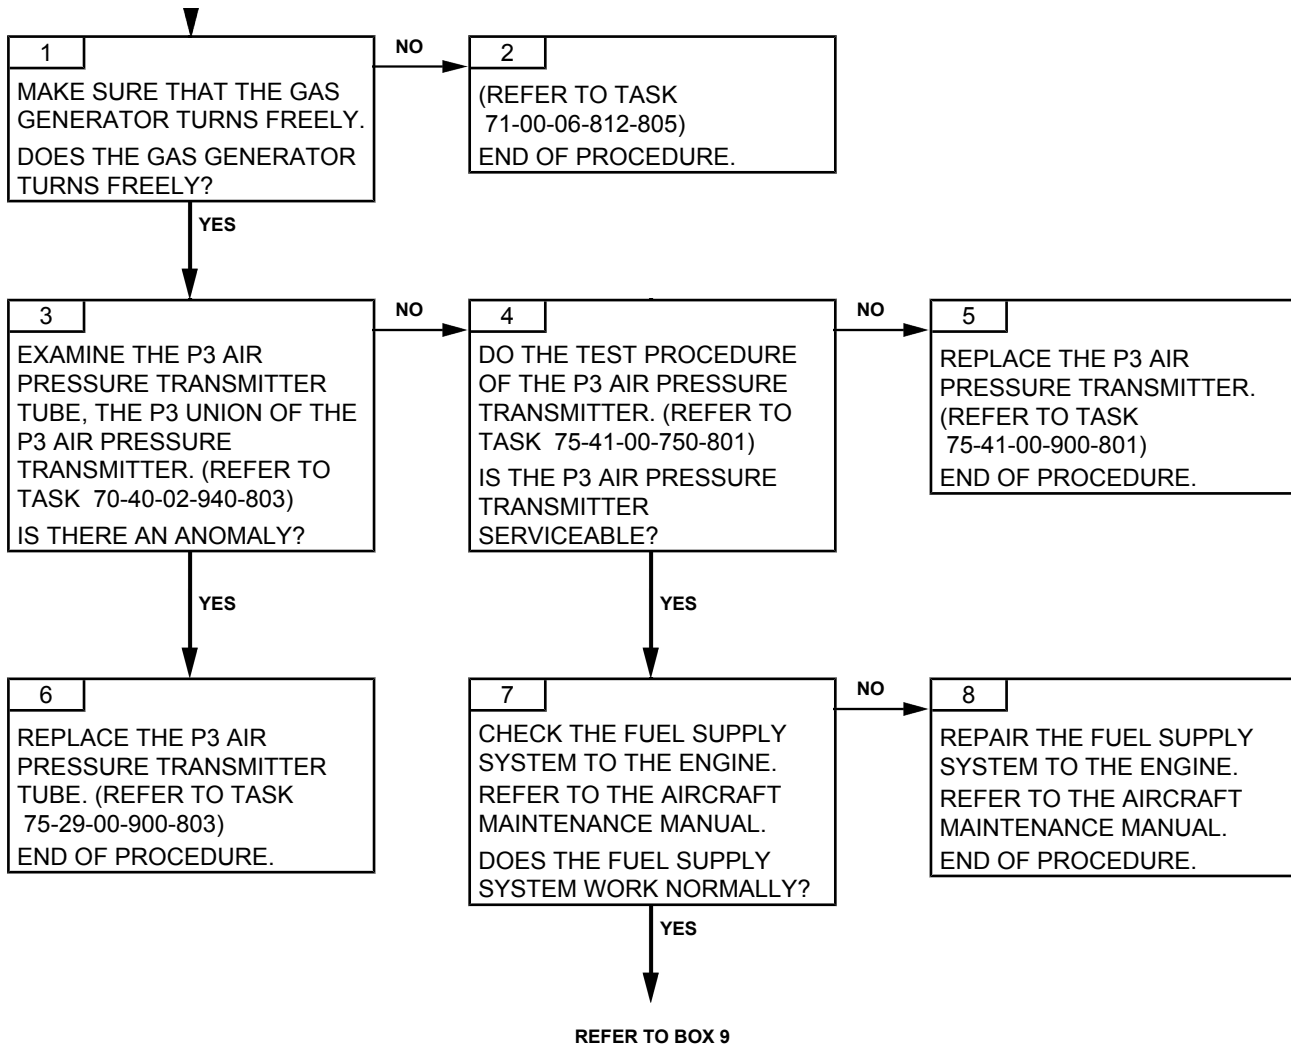 1
MAKE SURE THAT THE GAS
GENERATOR TURNS FREELY.
DOES THE GAS GENERATOR
TURNS FREELY?
NO
2
(REFER TO TASK
71-00-06-812-805)
END OF PROCEDURE.
YES
3
EXAMINE THE P3 AIR
PRESSURE TRANSMITTER
TUBE, THE P3 UNION OF THE
P3 AIR PRESSURE
TRANSMITTER. (REFER TO
TASK 70-40-02-940-803)
IS THERE AN ANOMALY?
NO
4
DO THE TEST PROCEDURE
OF THE P3 AIR PRESSURE
TRANSMITTER. (REFER TO
TASK 75-41-00-750-801)
IS THE P3 AIR PRESSURE
TRANSMITTER
SERVICEABLE?
NO
5
REPLACE THE P3 AIR
PRESSURE TRANSMITTER.
(REFER TO TASK
75-41-00-900-801)
END OF PROCEDURE.
YES
YES
6
REPLACE THE P3 AIR
PRESSURE TRANSMITTER
TUBE. (REFER TO TASK
75-29-00-900-803)
END OF PROCEDURE.
7
CHECK THE FUEL SUPPLY
SYSTEM TO THE ENGINE.
REFER TO THE AIRCRAFT
MAINTENANCE MANUAL.
DOES THE FUEL SUPPLY
SYSTEM WORK NORMALLY?
NO
8
REPAIR THE FUEL SUPPLY
SYSTEM TO THE ENGINE.
REFER TO THE AIRCRAFT
MAINTENANCE MANUAL.
END OF PROCEDURE.
YES
REFER TO BOX 9